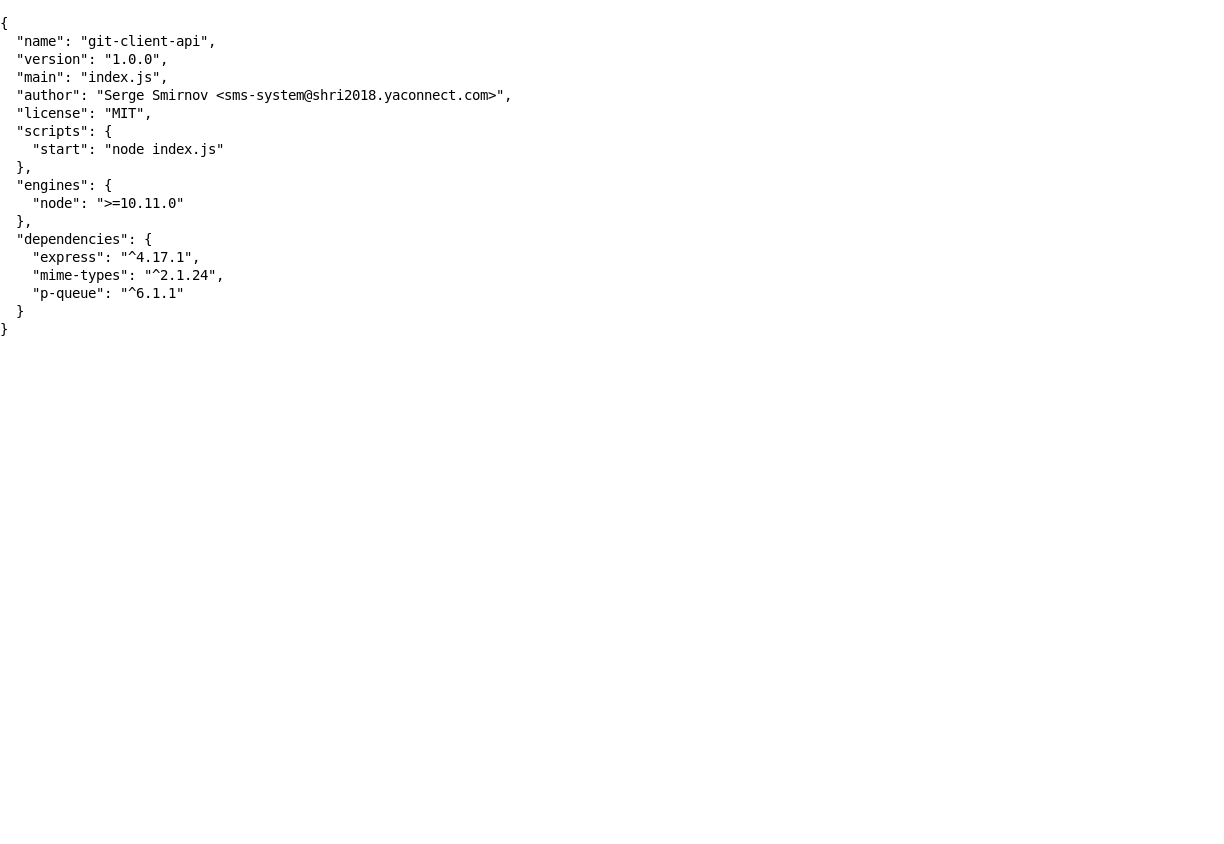 {
  "name": "git-client-api",
  "version": "1.0.0",
  "main": "index.js",
  "author": "Serge Smirnov <sms-system@shri2018.yaconnect.com>",
  "license": "MIT",
  "scripts": {
    "start": "node index.js"
  },
  "engines": {
    "node": ">=10.11.0"
  },
  "dependencies": {
    "express": "^4.17.1",
    "mime-types": "^2.1.24",
    "p-queue": "^6.1.1"
  }
}